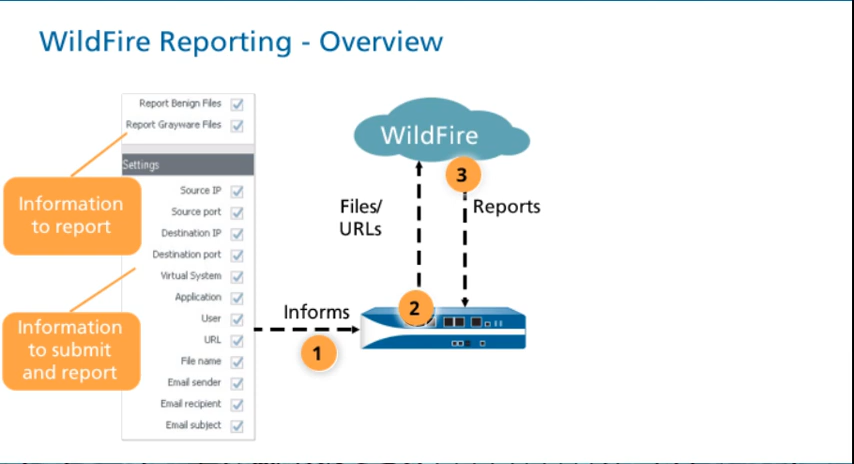 WildFire Reporting - Overview
Report Benign Files
Report Grayware Files
Settings
Source IP
Source port
Destination IP
Destination port
Virtual System
Application
User
URL
File name
Email sender
Email recipient
Email subject
Information
to report
Information
to submit
and report
Informs
1
WildFire
Files/
URLs
2
3
Reports